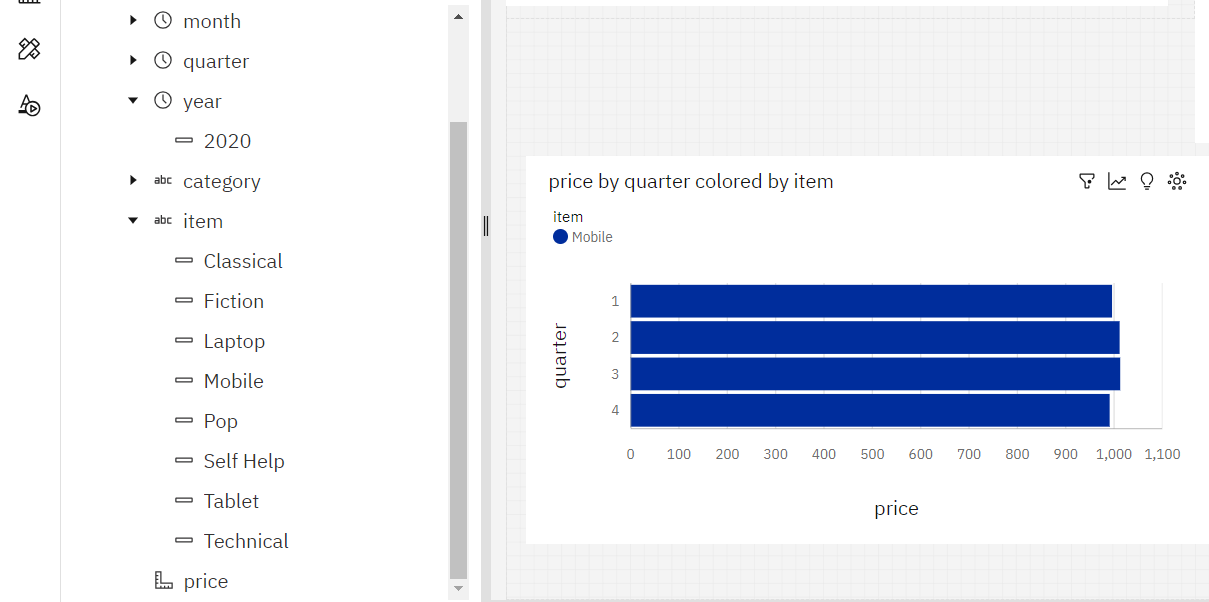 month
quarter
year
2020
abc category
abc item
Classical
Fiction
Laptop
Mobile
Pop
Self Help
Tablet
Technical
price
price by quarter colored by item
item
Mobile
quarter
1
2
3
4
0 100 200 300 400 500 600 700 800 900 1,000 1,100
price